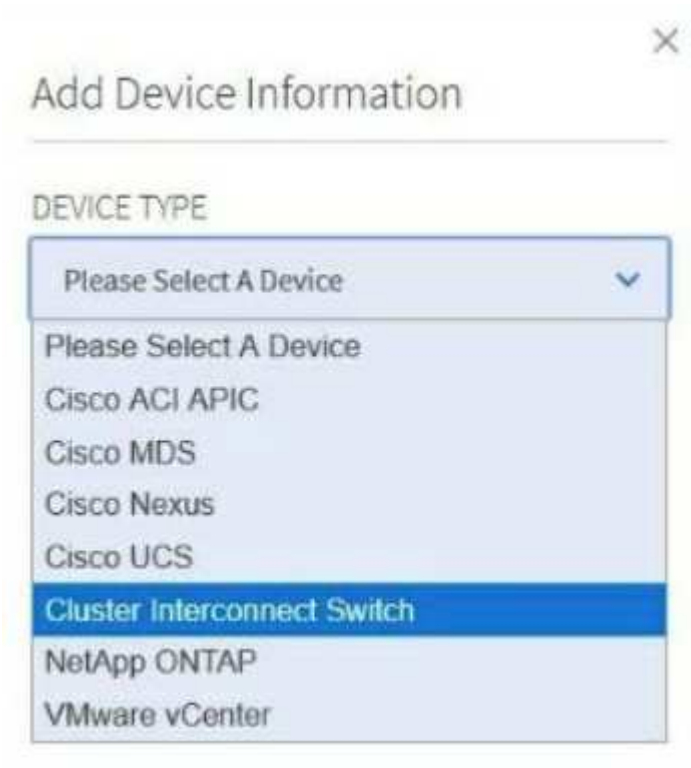 Add Device Information
DEVICE TYPE
Please Select A Device
Please Select A Device
Cisco ACI APIC
Cisco MDS
Cisco Nexus
Cisco UCS
Cluster Interconnect Switch
NetApp ONTAP
VMware vCenter